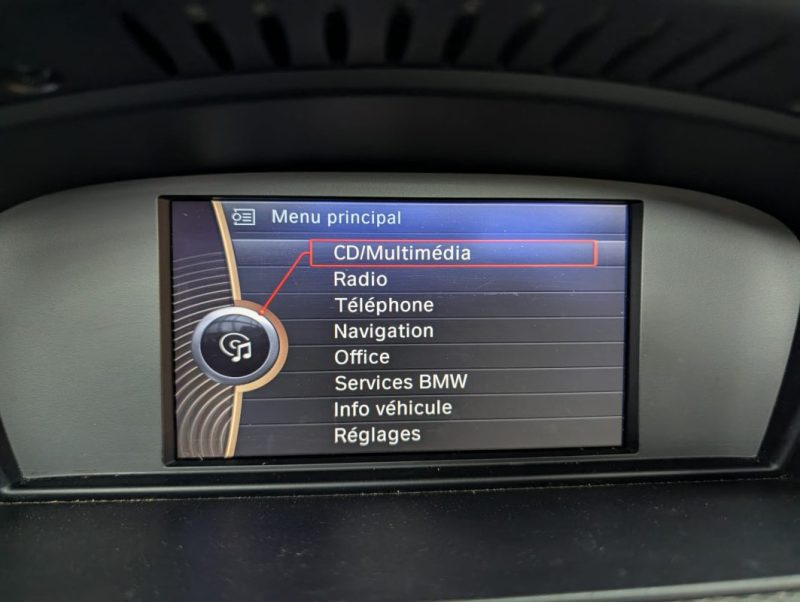 Menu principal
CD/Multimédia
Radio
Téléphone
Navigation
Office
Services BMW
Info véhicule
Réglages